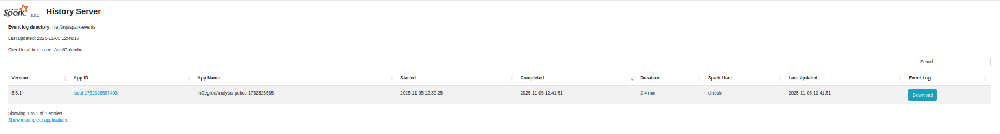 APACHE
Spark 3.5.1 History Server
Event log directory: file:/tmp/spark-events
Last updated: 2025-11-05 12:46:17
Client local time zone: Asia/Colombo
Search:
Version App ID App Name Started Completed Duration Spark User Last Updated Event Log
3.5.1 local-1762326567493 InDegreeAnalysis-pokec-1762326565 2025-11-05 12:39:25 2025-11-05 12:41:51 2.4 min dinesh 2025-11-05 12:41:51 Download
Showing 1 to 1 of 1 entries
Show incomplete applications